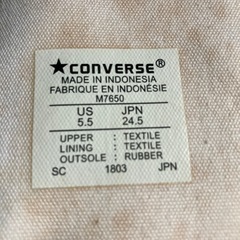 ★CONVERSE®
MADE IN INDONESIA
FABRIQUE EN INDONÉSIE
M7650
US JPN
5.5 24.5
UPPER : TEXTILE
LINING : TEXTILE
OUTSOLE : RUBBER
SC 1803 JPN